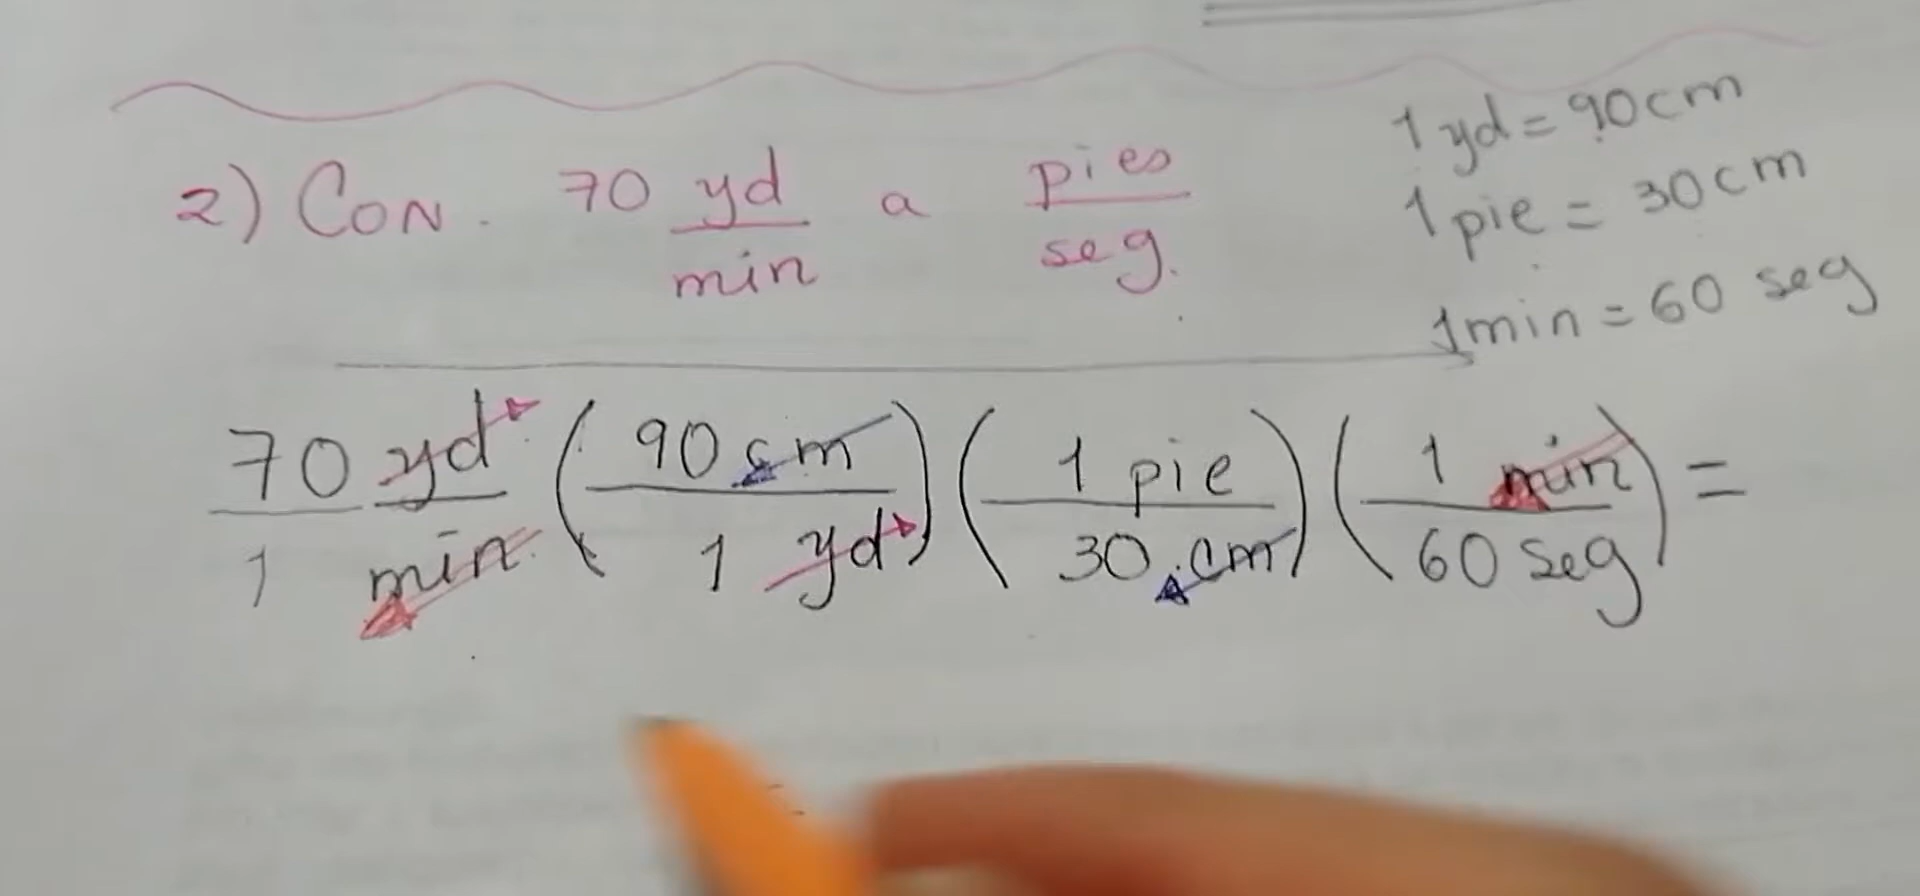 2) CON. 70 yd/min a pies/seg.
1 yd = 90 cm
1 pie = 30 cm
1 min = 60 seg
70 yd/1 min (90 cm/1 yd) (1 pie/30 cm) (1 min/60 seg) =